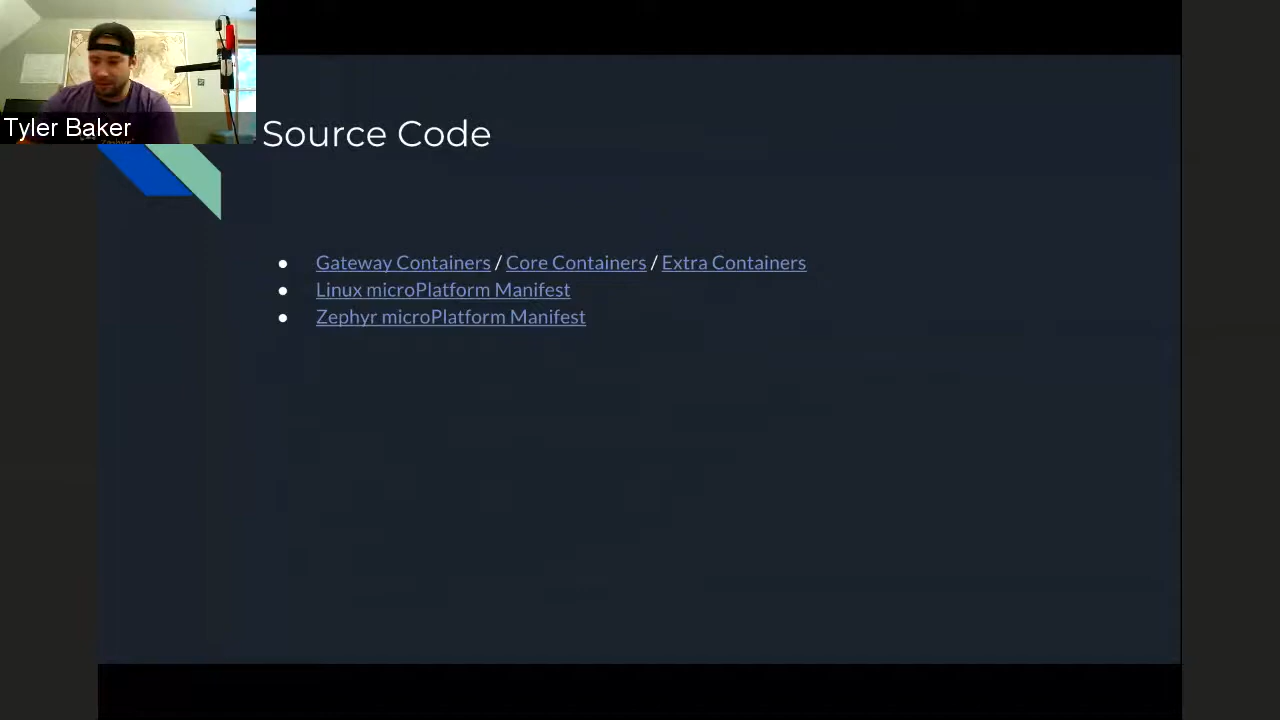 Tyler Baker
Source Code
● Gateway Containers / Core Containers / Extra Containers
● Linux microPlatform Manifest
● Zephyr microPlatform Manifest